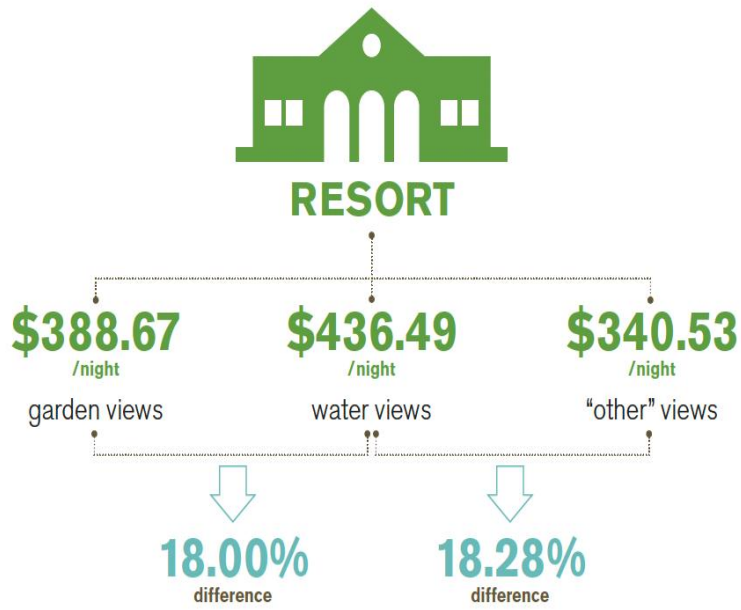 RESORT
$388.67 $436.49 $340.53
/night /night /night
garden views water views “other” views
18.00% 18.28%
difference difference